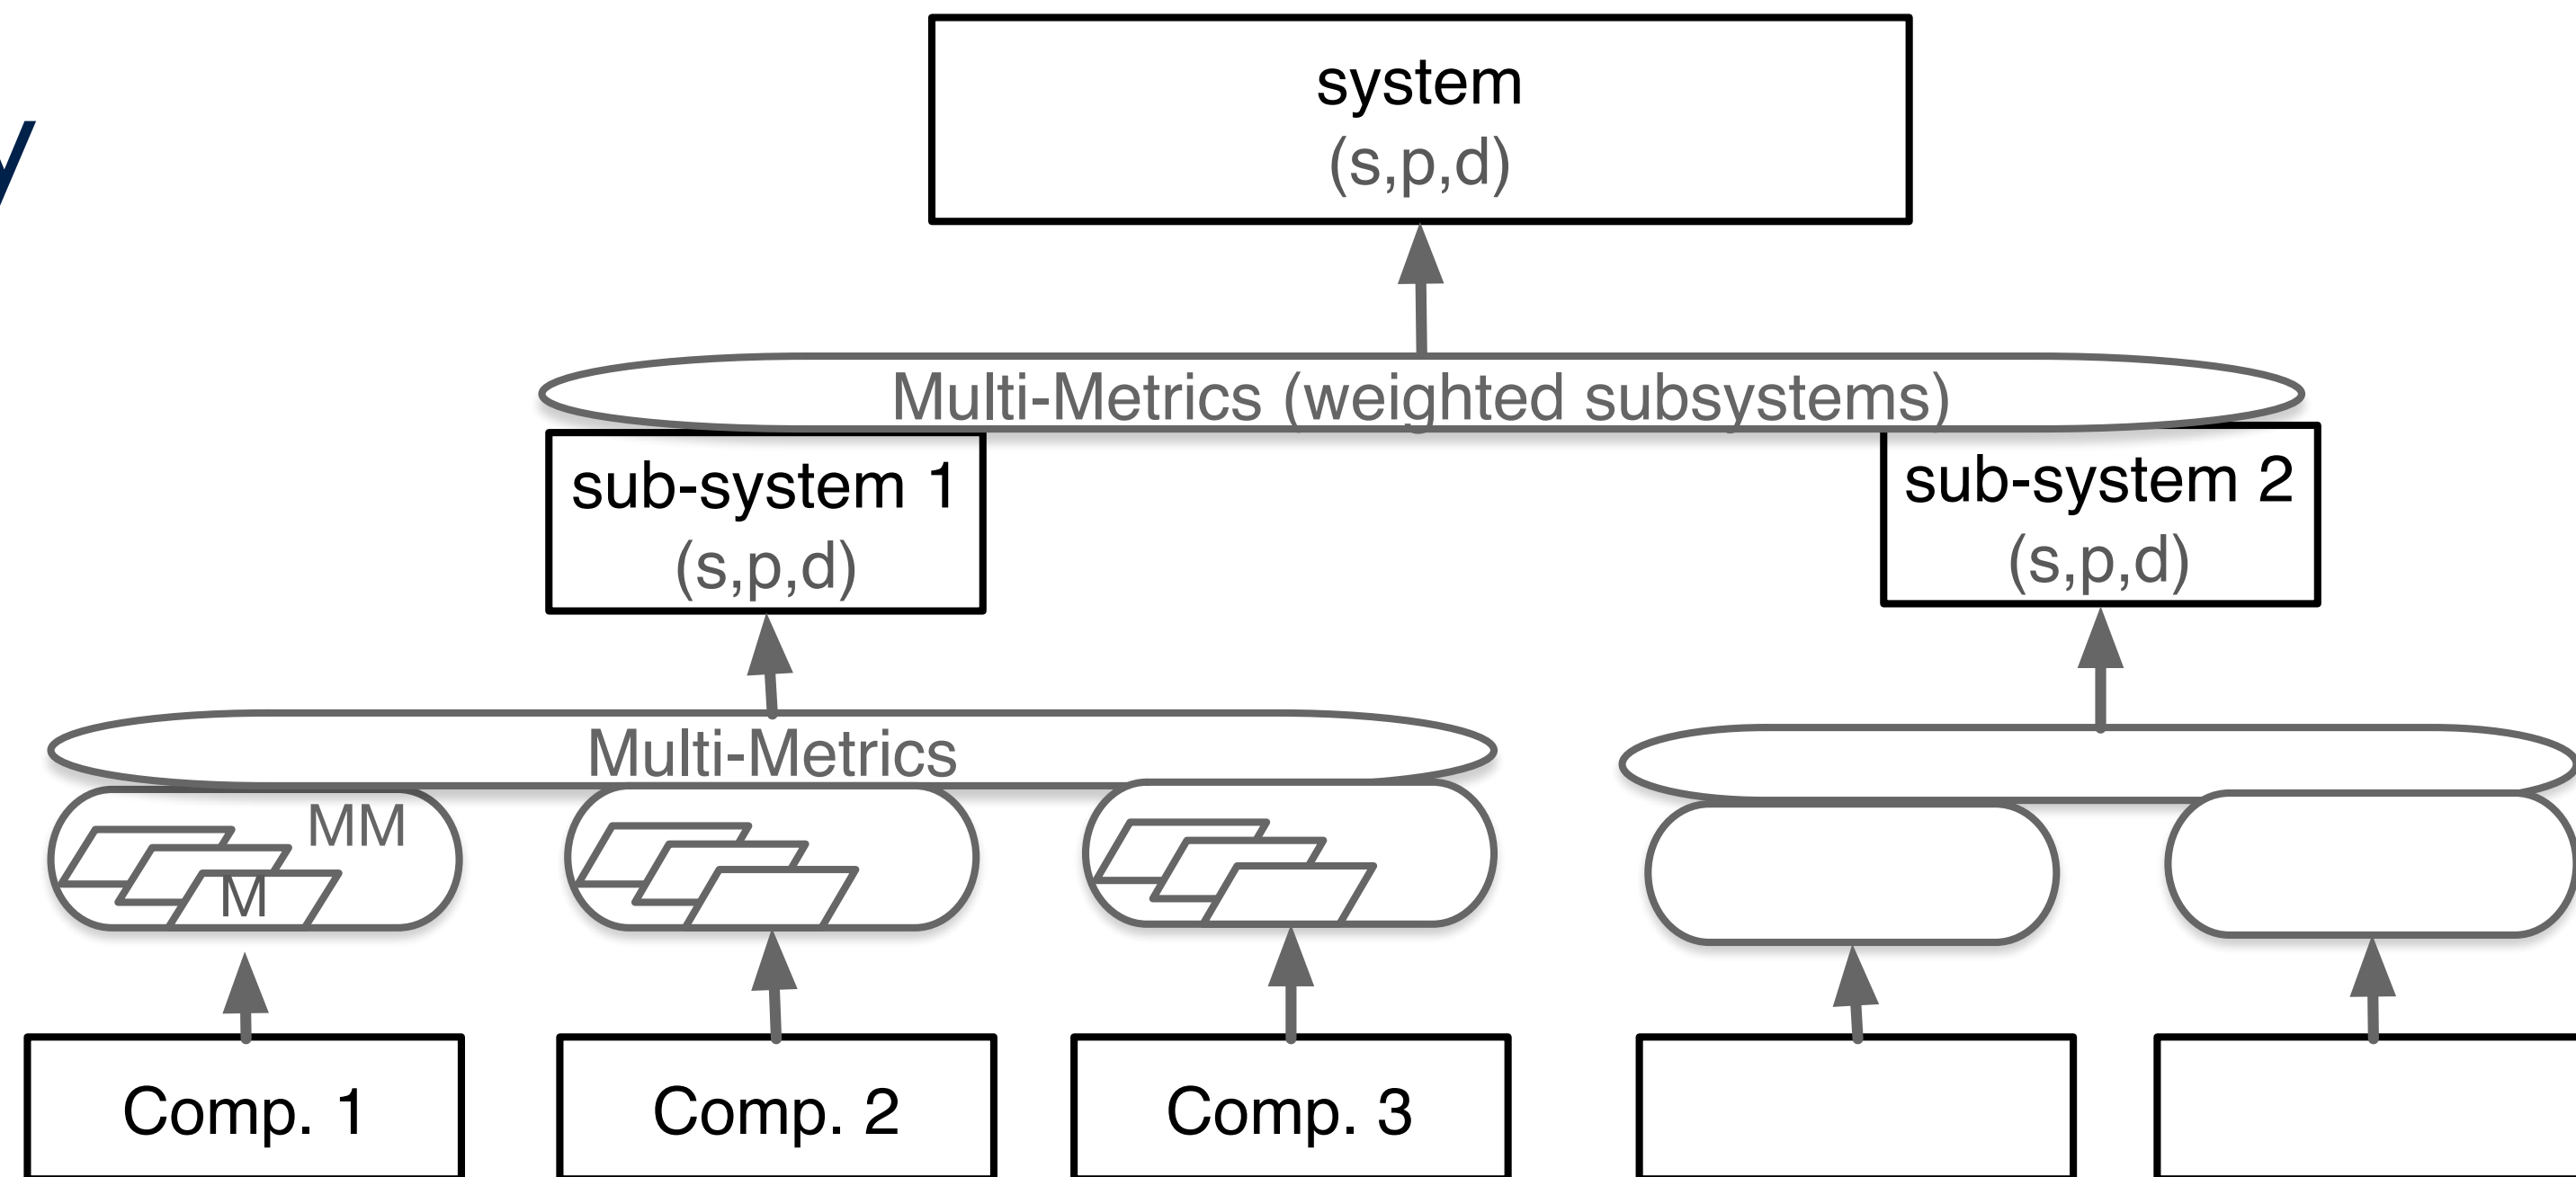 y
system
(s,p,d)
Multi-Metrics (weighted subsystems)
sub-system 1
(s,p,d)
sub-system 2
(s,p,d)
Multi-Metrics
MM
M
Comp. 1
Comp. 2
Comp. 3